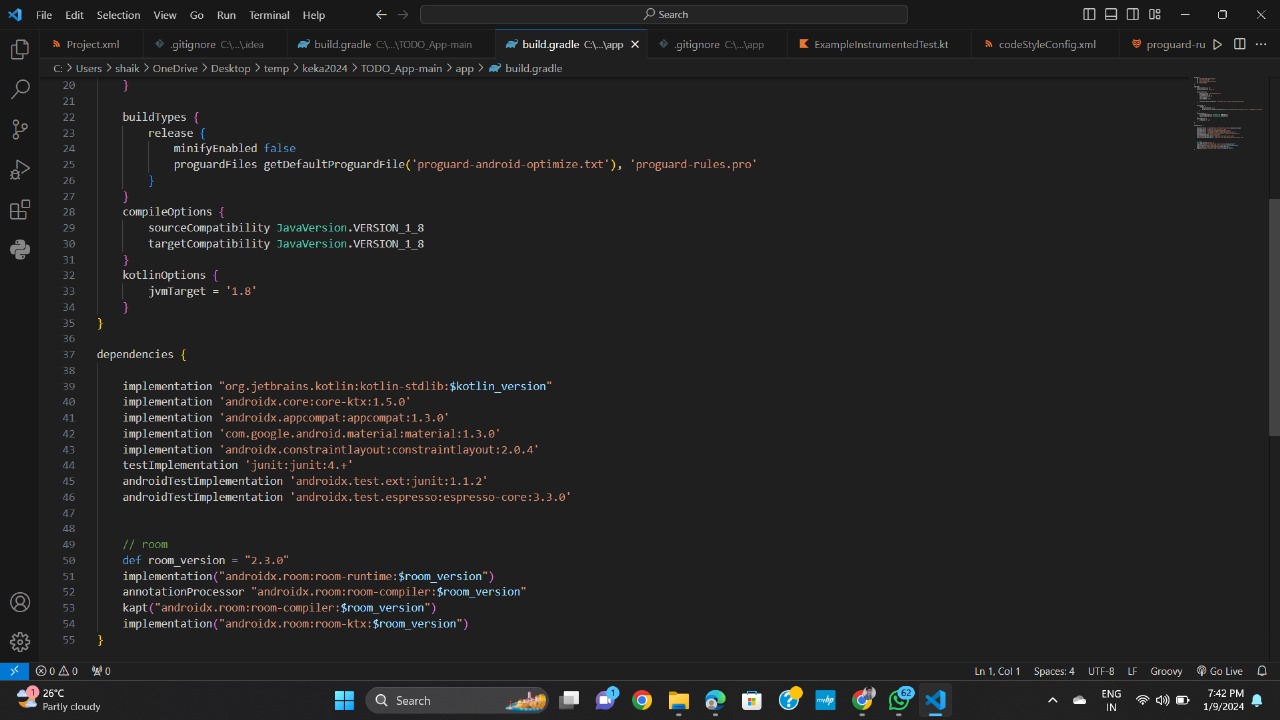 File Edit Selection View Go Run Terminal Help
Search
Project.xml
.gitignore C:\...\.idea
build.gradle C:\...\TODO_App-main
build.gradle C:\...\app
.gitignore C:\...\app
ExampleInstrumentedTest.kt
codeStyleConfig.xml
proguard-ru
C: > Users > shaik > OneDrive > Desktop > temp > keka2024 > TODO_App-main > app > build.gradle
20 }
21
22 buildTypes {
23 release {
24 minifyEnabled false
25 proguardFiles getDefaultProguardFile('proguard-android-optimize.txt'), 'proguard-rules.pro'
26 }
27 }
28 compileOptions {
29 sourceCompatibility JavaVersion.VERSION_1_8
30 targetCompatibility JavaVersion.VERSION_1_8
31 }
32 kotlinOptions {
33 jvmTarget = '1.8'
34 }
35 }
36
37 dependencies {
38
39 implementation "org.jetbrains.kotlin:kotlin-stdlib:$kotlin_version"
40 implementation 'androidx.core:core-ktx:1.5.0'
41 implementation 'androidx.appcompat:appcompat:1.3.0'
42 implementation 'com.google.android.material:material:1.3.0'
43 implementation 'androidx.constraintlayout:constraintlayout:2.0.4'
44 testImplementation 'junit:junit:4.+'
45 androidTestImplementation 'androidx.test.ext:junit:1.1.2'
46 androidTestImplementation 'androidx.test.espresso:espresso-core:3.3.0'
47
48
49 // room
50 def room_version = "2.3.0"
51 implementation("androidx.room:room-runtime:$room_version")
52 annotationProcessor "androidx.room:room-compiler:$room_version"
53 kapt("androidx.room:room-compiler:$room_version")
54 implementation("androidx.room:room-ktx:$room_version")
55 }
0 0 0
Ln 1, Col 1 Spaces: 4 UTF-8 LF Groovy Go Live
1
26°C
Partly cloudy
Search
1
62
ENG
IN
7:42 PM
1/9/2024